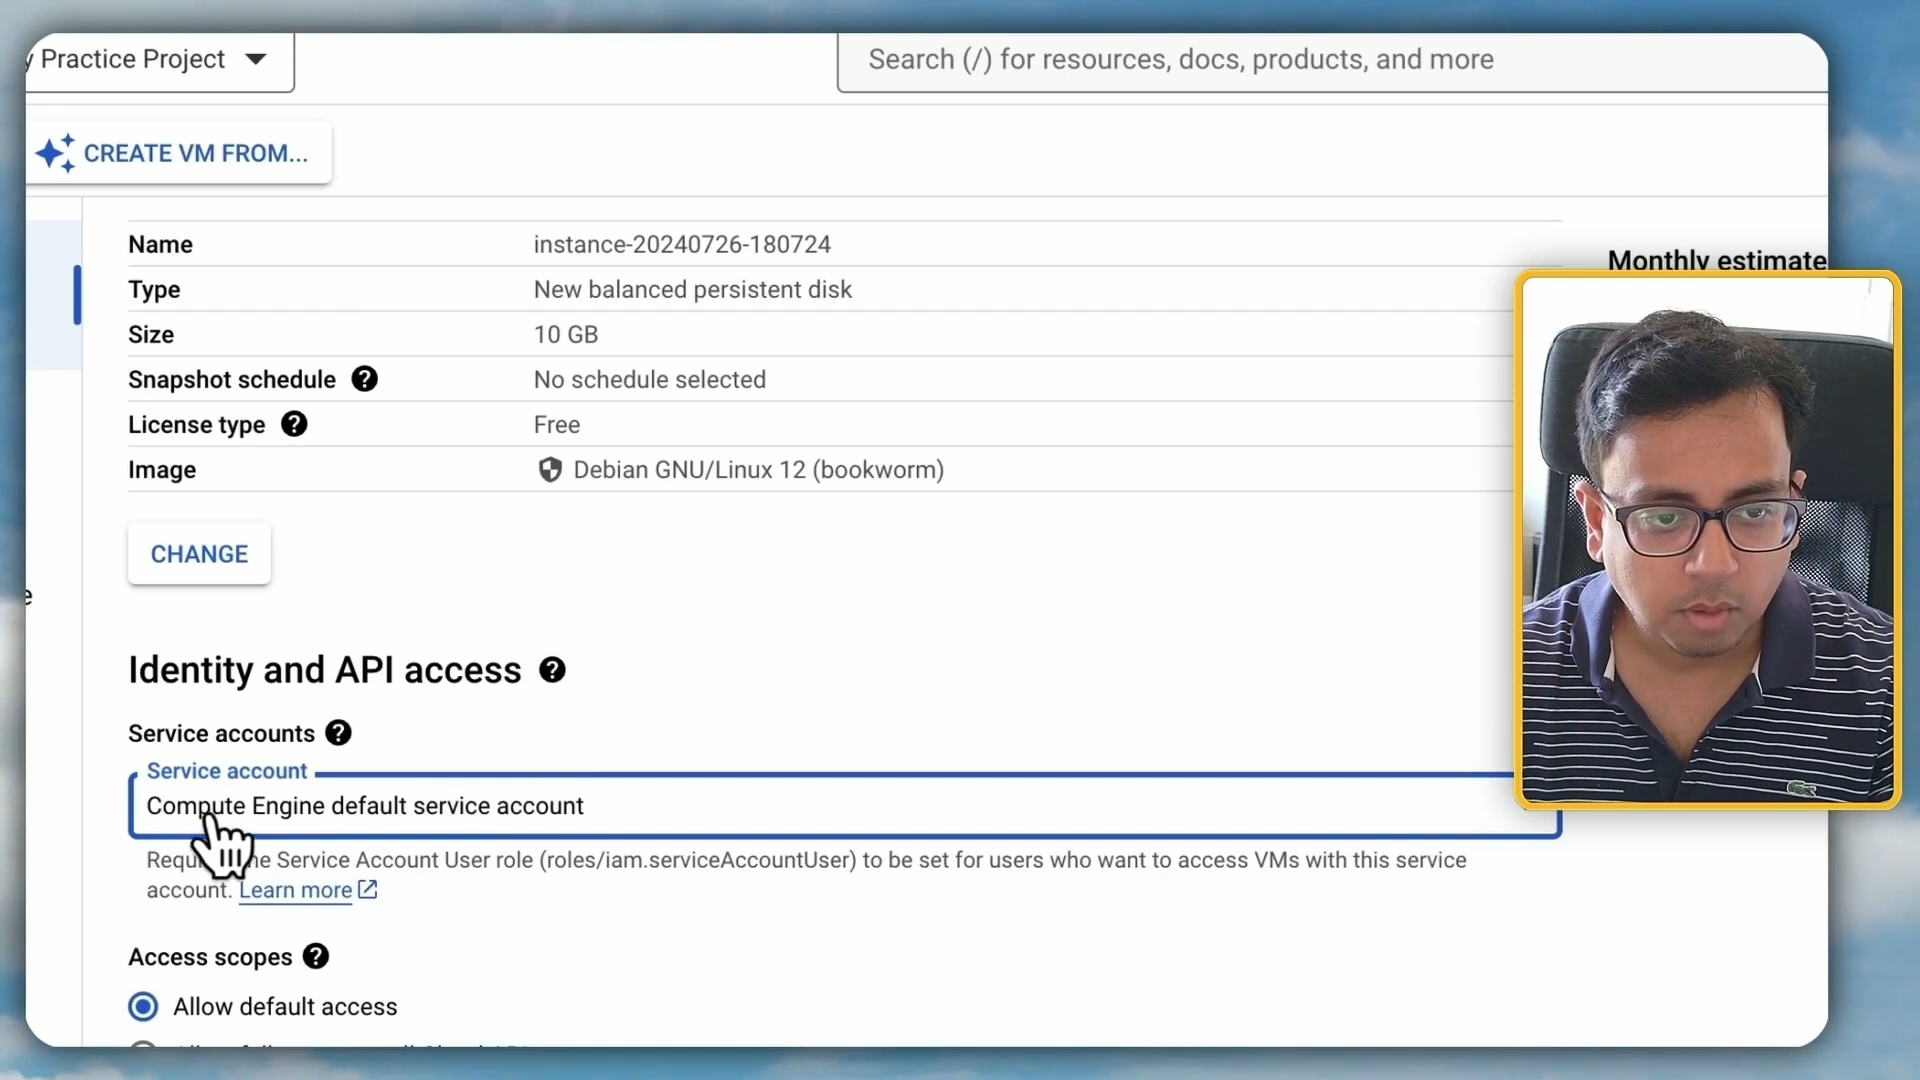 Practice Project
Search (/) for resources, docs, products, and more
CREATE VM FROM...
Name instance-20240726-180724
Monthly estimate
Type New balanced persistent disk
Size 10 GB
Snapshot schedule ? No schedule selected
License type ? Free
Image Debian GNU/Linux 12 (bookworm)
CHANGE
e
Identity and API access ?
Service accounts ?
Service account
Compute Engine default service account
Service Account User role (roles/iam.serviceAccountUser) to be set for users who want to access VMs with this service
account. Learn more
Access scopes ?
Allow default access